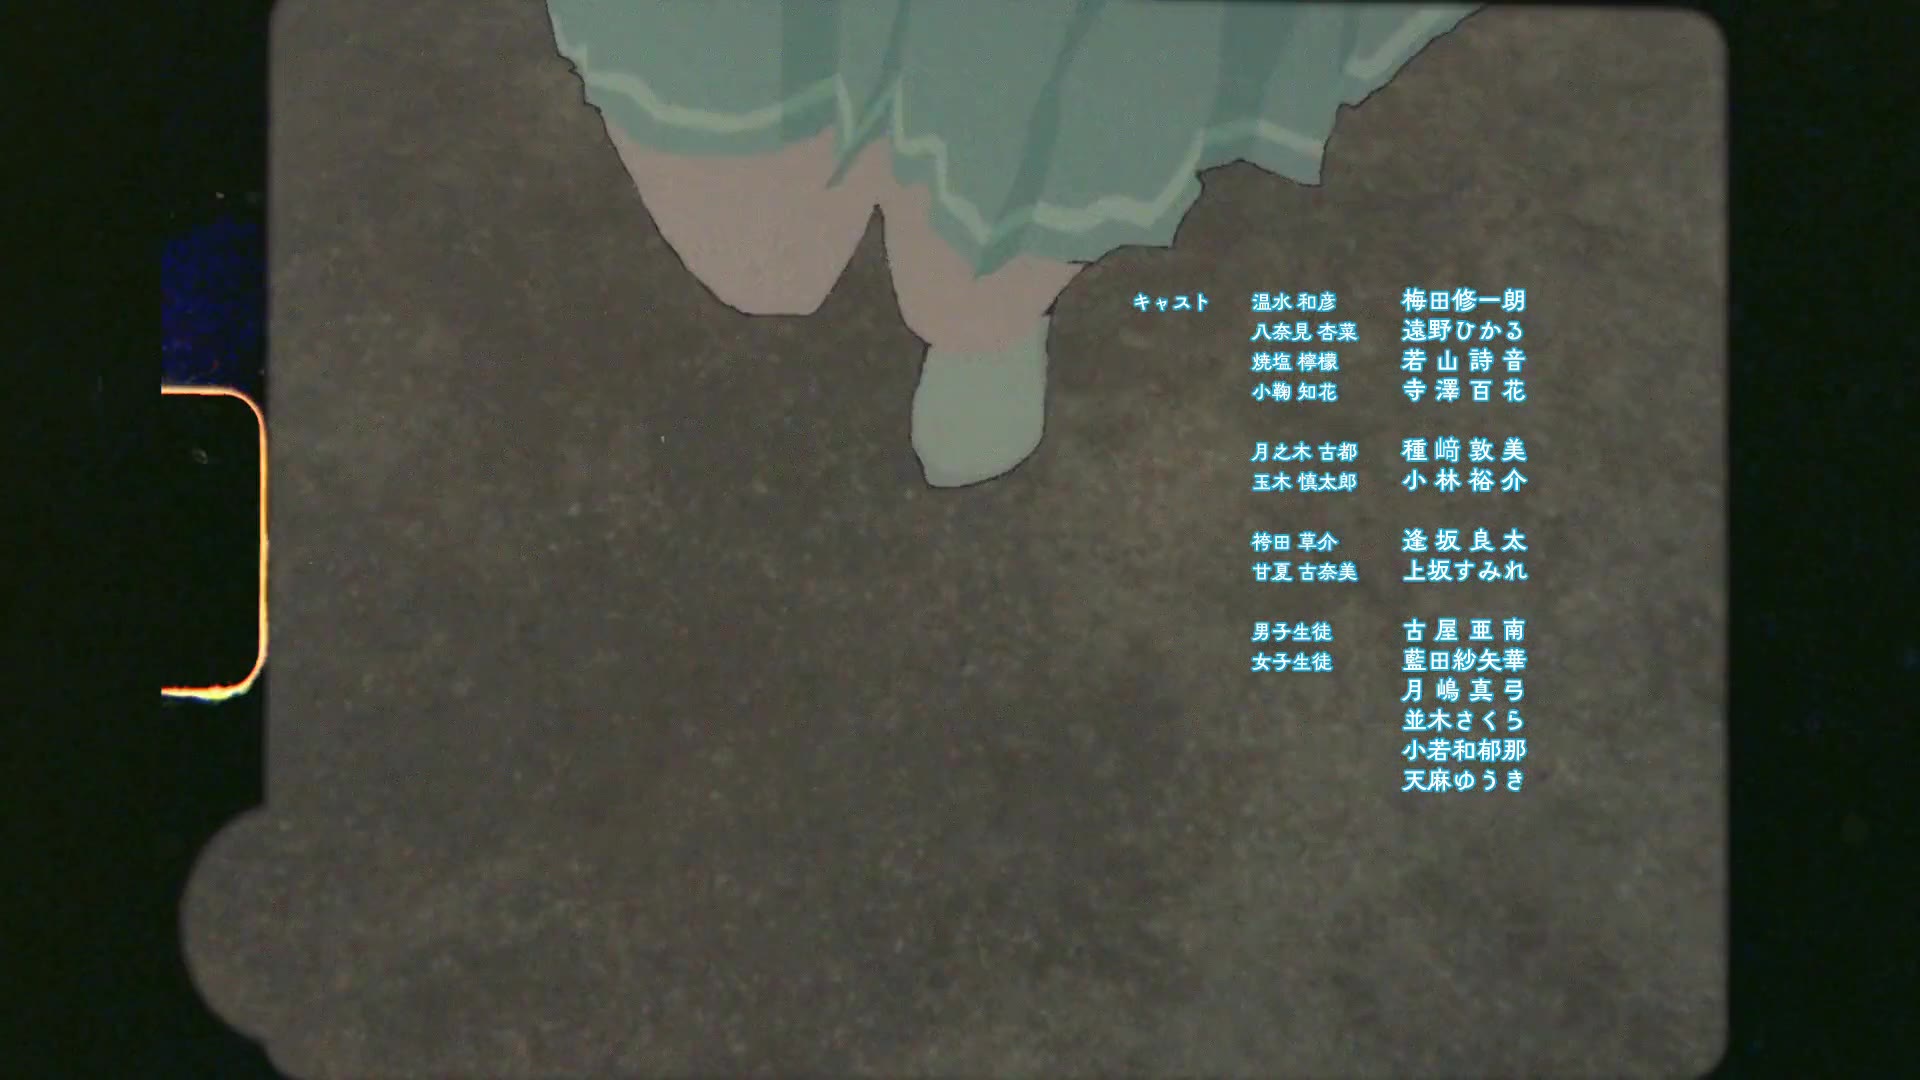 キャスト 温水 和彦 梅田修一朗
八奈見 杏菜 遠野ひかる
焼塩 檸檬 若山詩音
小鞠 知花 寺澤百花
月之木 古都 種﨑敦美
玉木 慎太郎 小林裕介
袴田 草介 逢坂良太
甘夏 古奈美 上坂すみれ
男子生徒 古屋亜南
女子生徒 藍田紗矢華
月嶋真弓
並木さくら
小若和郁那
天麻ゆうき